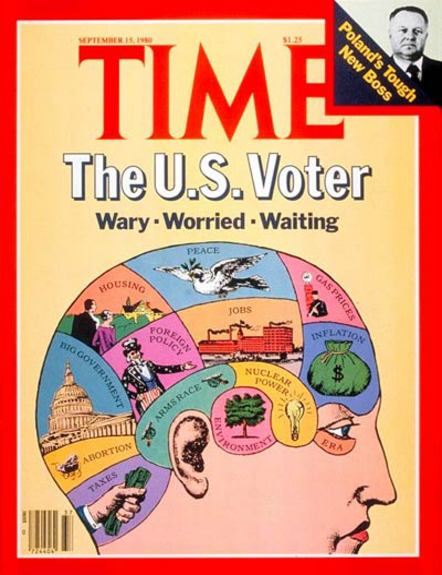 SEPTEMBER 15, 1980
$1.25
TIME
Poland's Tough
New Boss
The U.S. Voter
Wary · Worried · Waiting
PEACE
HOUSING
GAS PRICES
JOBS
FOREIGN
POLICY
INFLATION
BIG GOVERNMENT
NUCLEAR
POWER
ARMS RACE
ENVIRONMENT
ERA
ABORTION
TAXES
$